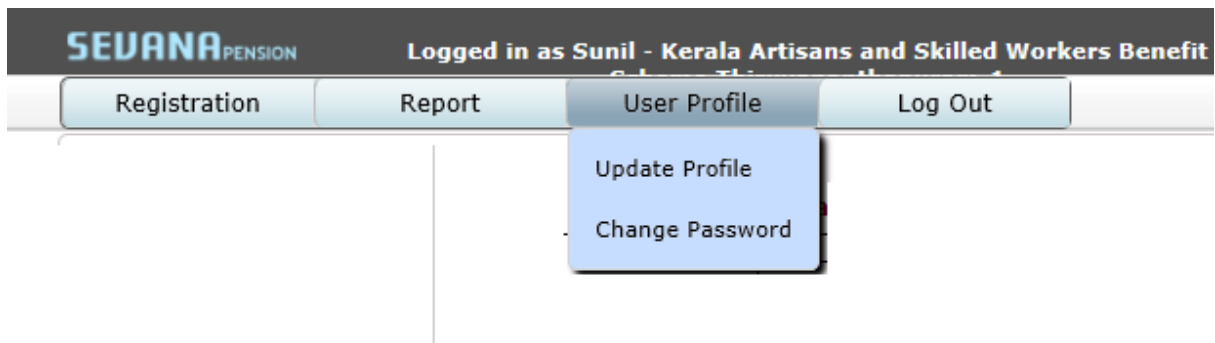 SEVANA PENSION
Logged in as Sunil - Kerala Artisans and Skilled Workers Benefit
Registration Report User Profile Log Out
Update Profile
Change Password